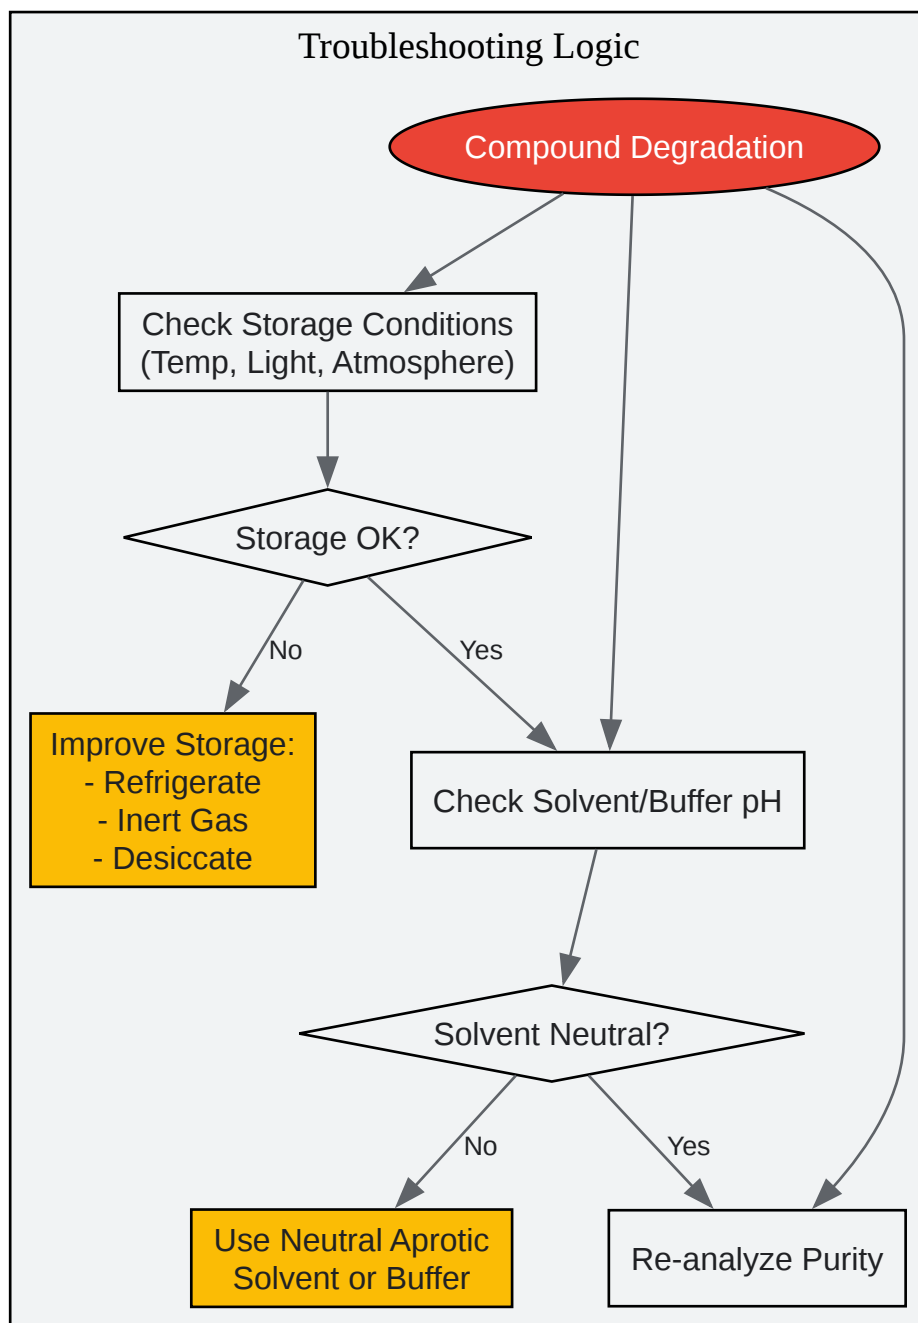 Troubleshooting Logic
Compound Degradation
Check Storage Conditions
(Temp, Light, Atmosphere)
Storage OK?
No
Yes
Improve Storage:
- Refrigerate
- Inert Gas
- Desiccate
Check Solvent/Buffer pH
Solvent Neutral?
No
Yes
Use Neutral Aprotic
Solvent or Buffer
Re-analyze Purity